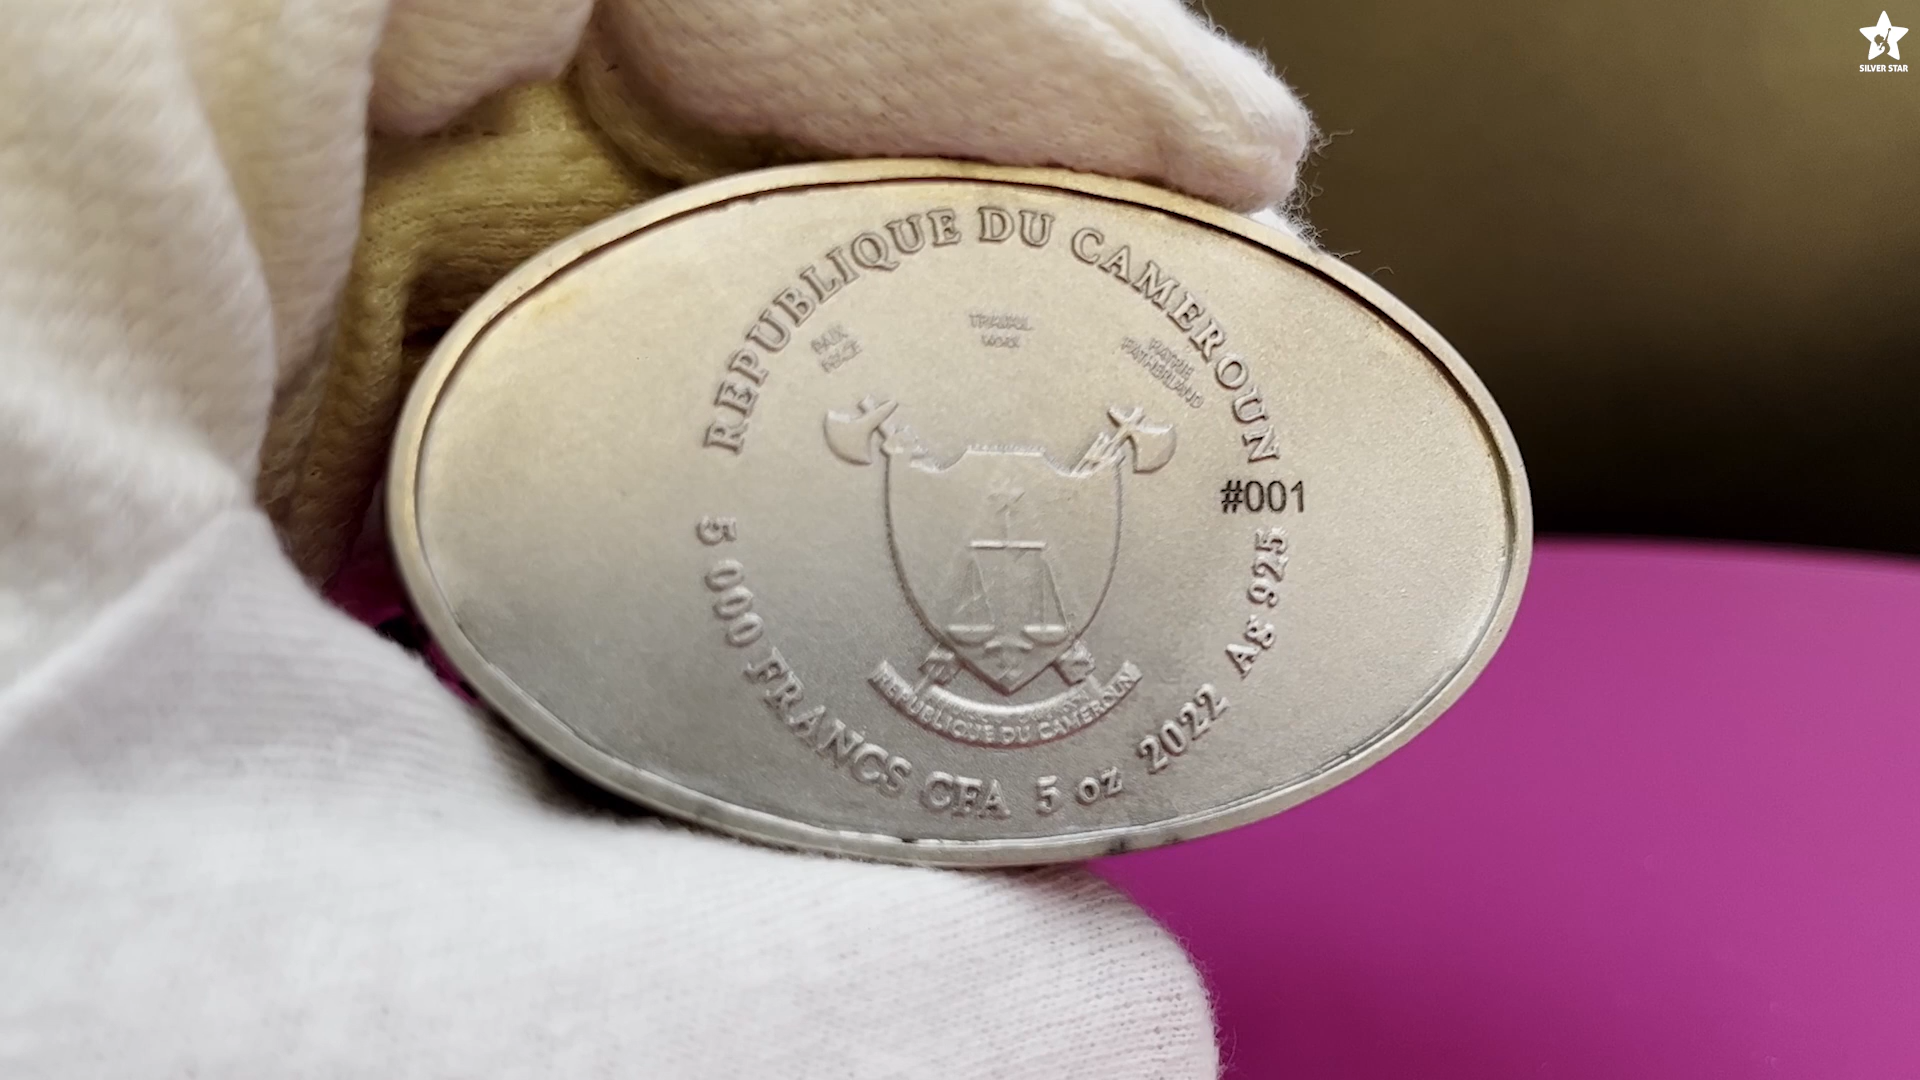 SILVER STAR
REPUBLIQUE DU CAMEROUN
PAIX
PEACE
TRAVAIL
WORK
PATRIE
FATHERLAND
#001
REPUBLIQUE DU CAMEROUN
5 000 FRANCS CFA 5 oz 2022 Ag 925